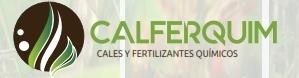 CALFERQUIM
CALES Y FERTILIZANTES QUÍMICOS